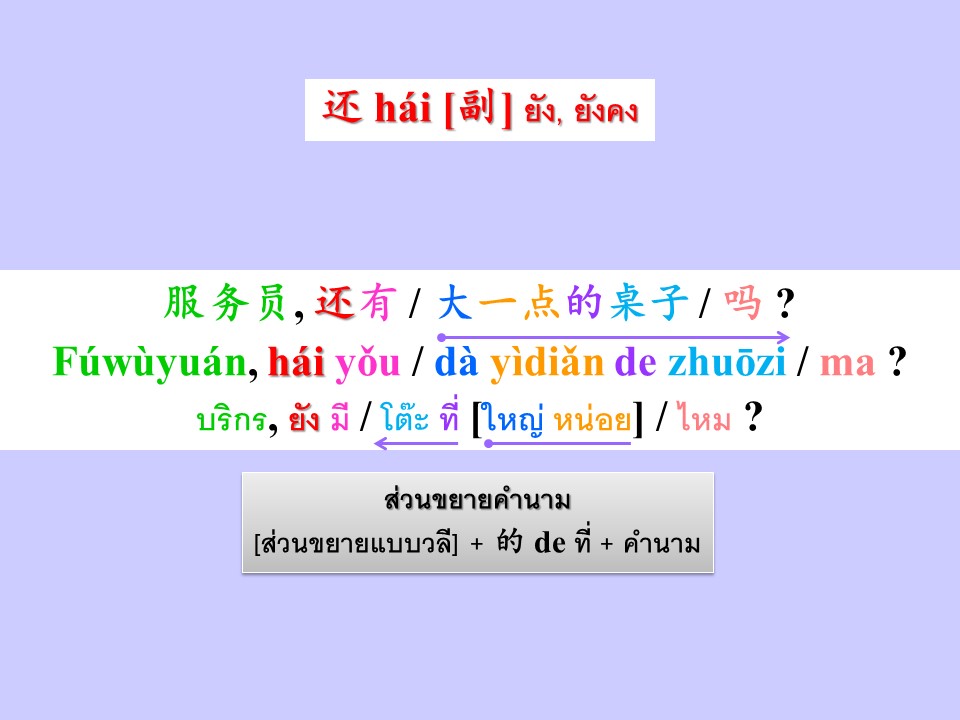 还 hái [副] ยัง, ยังคง
服务员, 还有 / 大一点的桌子 / 吗 ?
Fúwùyuán, hái yǒu / dà yìdiǎn de zhuōzi / ma ?
บริกร, ยัง มี / โต๊ะ ที่ [ใหญ่ หน่อย] / ไหม ?
ส่วนขยายคำนาม
[ส่วนขยายแบบวลี] + 的 de ที่ + คำนาม